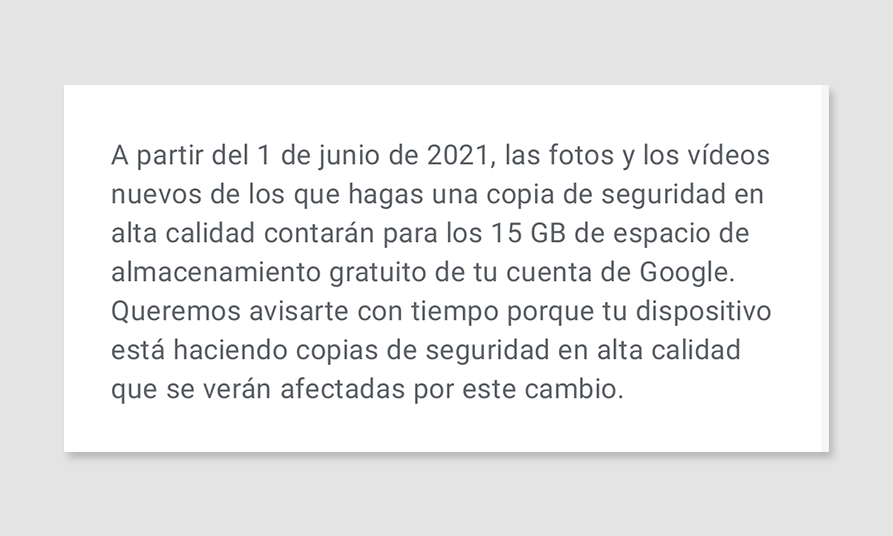 A partir del 1 de junio de 2021, las fotos y los vídeos
nuevos de los que hagas una copia de seguridad en
alta calidad contarán para los 15 GB de espacio de
almacenamiento gratuito de tu cuenta de Google.
Queremos avisarte con tiempo porque tu dispositivo
está haciendo copias de seguridad en alta calidad
que se verán afectadas por este cambio.